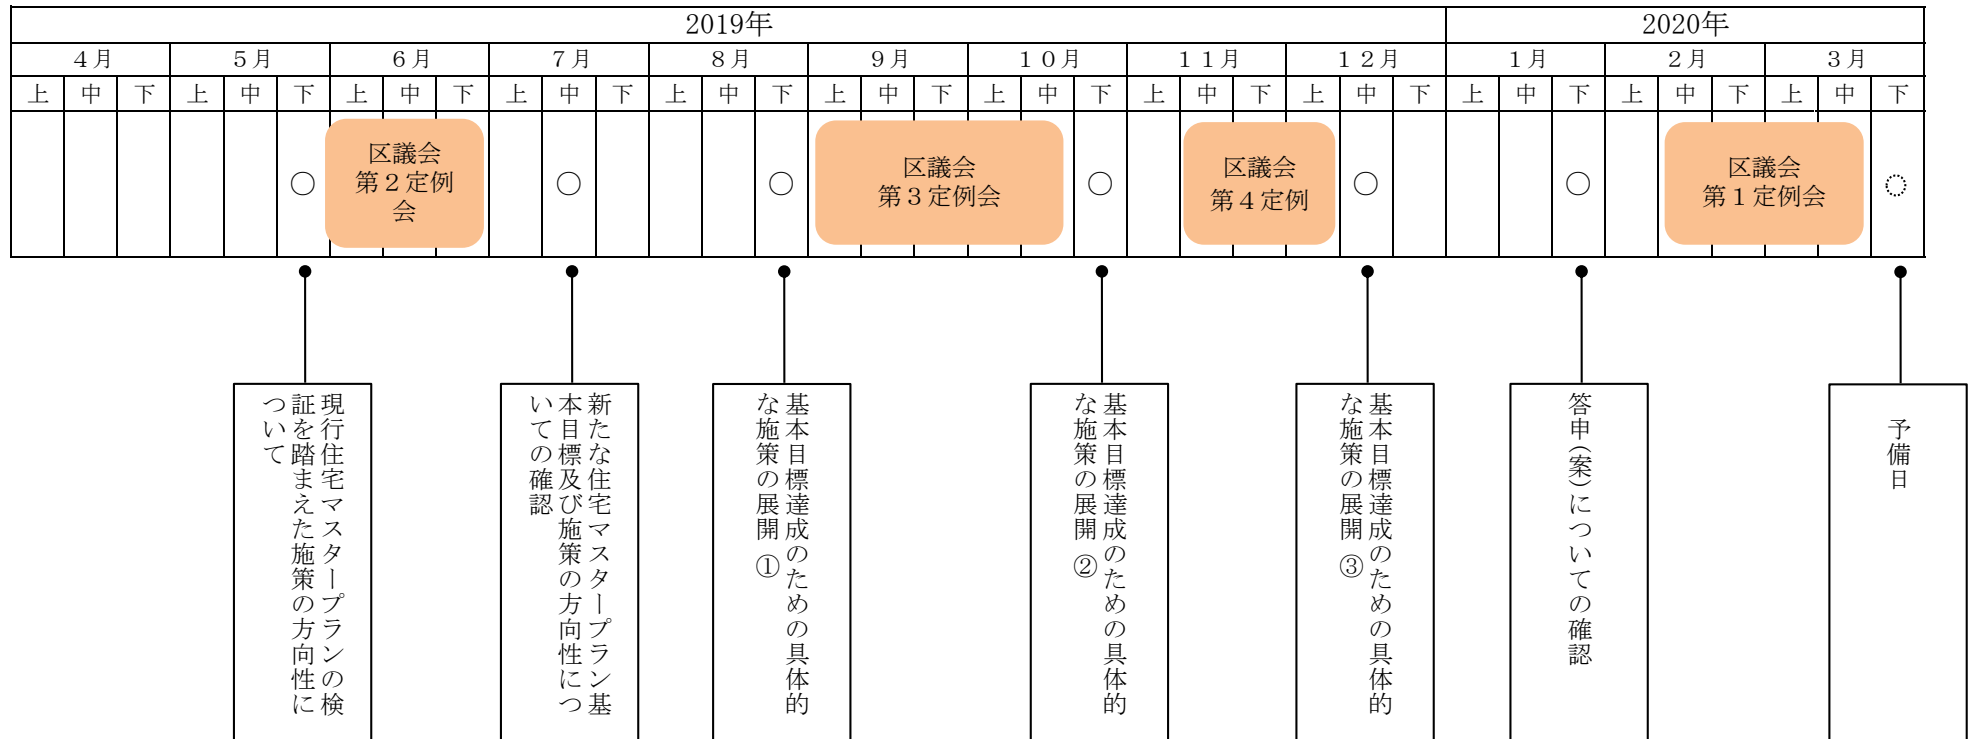 2019年 2020年
４月 ５月 ６月 ７月 ８月 ９月 １０月 １１月 １２月 １月 ２月 ３月
上 中 下 上 中 下 上 中 下 上 中 下 上 中 下 上 中 下 上 中 下 上 中 下 上 中 下 上 中 下 上 中 下 上 中 下
区議会
第２定例
会
区議会
第３定例会
区議会
第４定例
区議会
第１定例会
○ ○ ○ ○ ○ ○ ○
現行住宅マスタープランの検
証を踏まえた施策の方向性に
ついて
新たな住宅マスタープラン基
本目標及び施策の方向性につ
いての確認
基本目標達成のための具体的
な施策の展開 ①
基本目標達成のための具体的
な施策の展開 ②
基本目標達成のための具体的
な施策の展開 ③
答申(案)についての確認
予備日